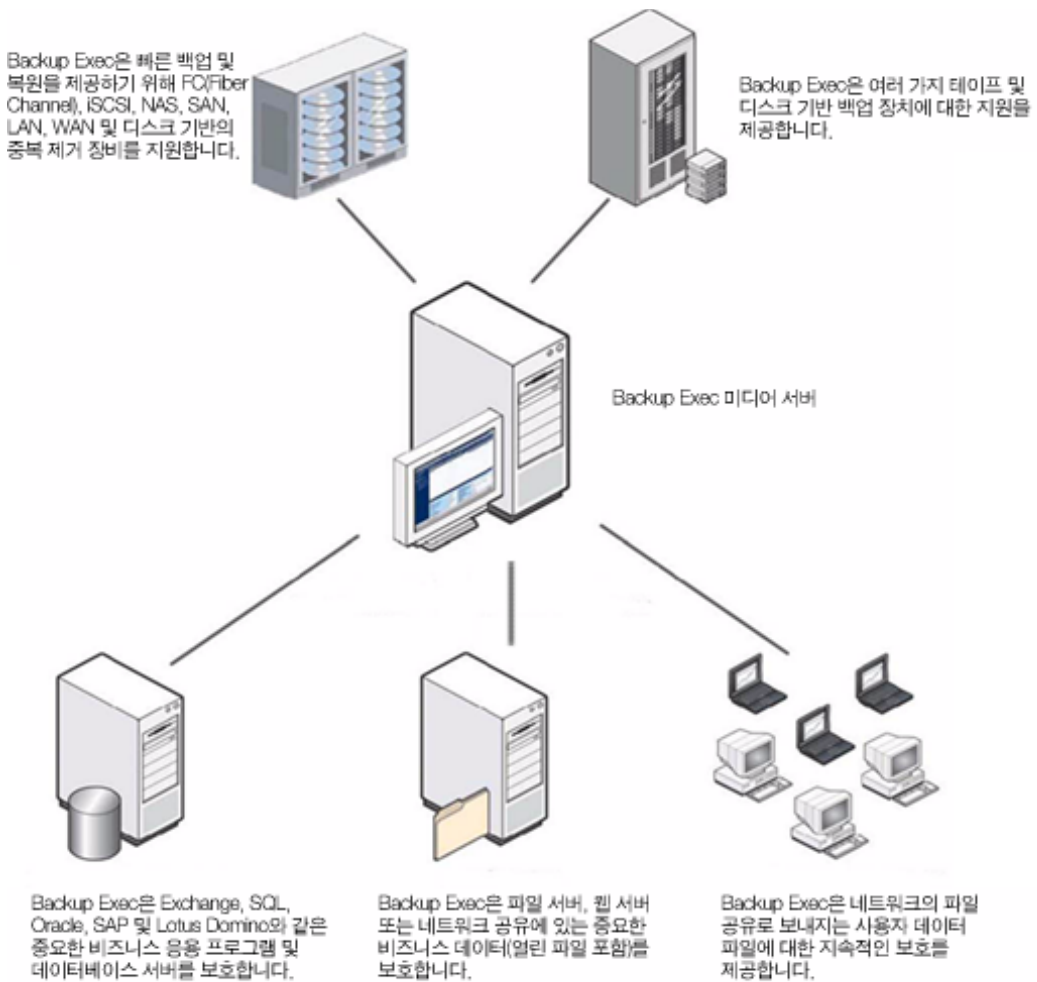 Backup Exec은 빠른 백업 및
복원을 제공하기 위해 FC(Fiber
Channel), iSCSI, NAS, SAN,
LAN, WAN 및 디스크 기반의
중복 제거 장비를 지원합니다.
Backup Exec은 여러 가지 테이프 및
디스크 기반 백업 장치에 대한 지원을
제공합니다.
Backup Exec 미디어 서버
Backup Exec은 Exchange, SQL,
Oracle, SAP 및 Lotus Domino와 같은
중요한 비즈니스 응용 프로그램 및
데이터베이스 서버를 보호합니다.
Backup Exec은 파일 서버, 웹 서버
또는 네트워크 공유에 있는 중요한
비즈니스 데이터(열린 파일 포함)를
보호합니다.
Backup Exec은 네트워크의 파일
공유로 보내지는 사용자 데이터
파일에 대한 지속적인 보호를
제공합니다.